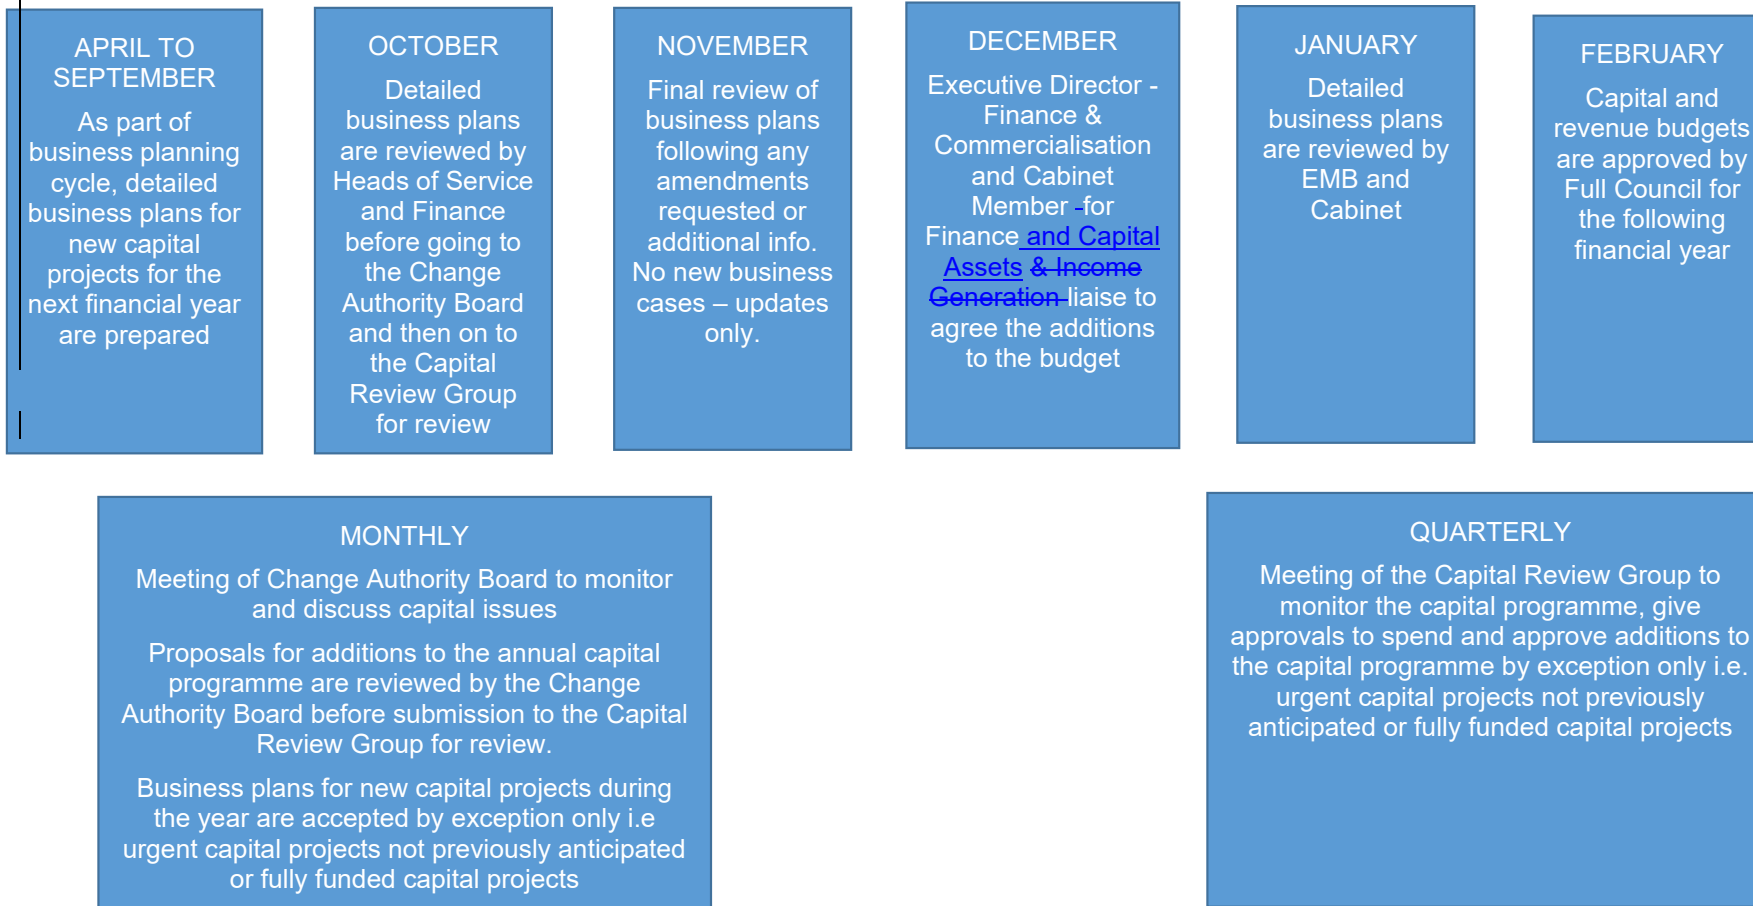 APRIL TO
SEPTEMBER
As part of
business planning
cycle, detailed
business plans for
new capital
projects for the
next financial year
are prepared
OCTOBER
Detailed
business plans
are reviewed by
Heads of Service
and Finance
before going to
the Change
Authority Board
and then on to
the Capital
Review Group
for review
NOVEMBER
Final review of
business plans
following any
amendments
requested or
additional info.
No new business
cases – updates
only.
DECEMBER
Executive Director -
Finance &
Commercialisation
and Cabinet
Member -for
Finance and Capital
Assets & Income
Generation liaise to
agree the additions
to the budget
JANUARY
Detailed
business plans
are reviewed by
EMB and
Cabinet
FEBRUARY
Capital and
revenue budgets
are approved by
Full Council for
the following
financial year
MONTHLY
Meeting of Change Authority Board to monitor
and discuss capital issues
Proposals for additions to the annual capital
programme are reviewed by the Change
Authority Board before submission to the Capital
Review Group for review.
Business plans for new capital projects during
the year are accepted by exception only i.e
urgent capital projects not previously anticipated
or fully funded capital projects
QUARTERLY
Meeting of the Capital Review Group to
monitor the capital programme, give
approvals to spend and approve additions to
the capital programme by exception only i.e.
urgent capital projects not previously
anticipated or fully funded capital projects